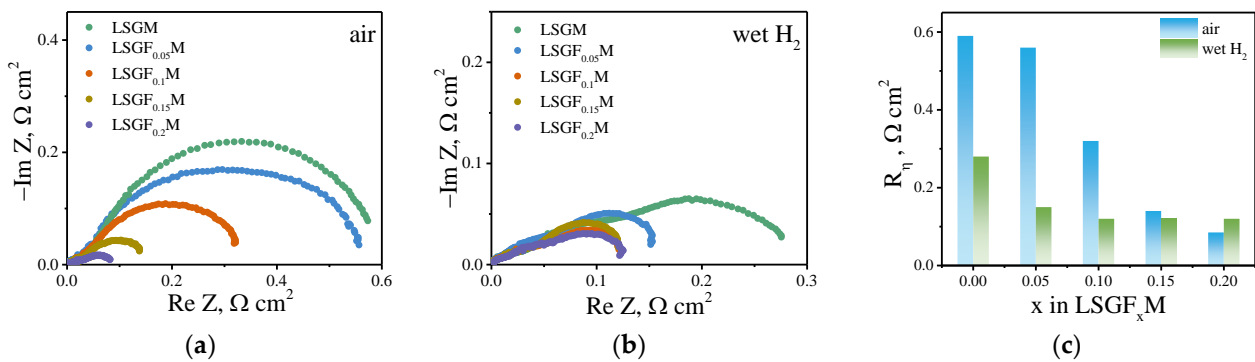 air
LSGM
LSGF0.05M
LSGF0.1M
LSGF0.15M
LSGF0.2M
−Im Z, Ω cm2
0.4
0.2
0.0
0.0 0.2 0.4 0.6
Re Z, Ω cm2
(a)
wet H2
LSGM
LSGF0.05M
LSGF0.1M
LSGF0.15M
LSGF0.2M
−Im Z, Ω cm2
0.2
0.1
0.0
0.0 0.1 0.2 0.3
Re Z, Ω cm2
(b)
air
wet H2
Rη , Ω cm2
0.6
0.4
0.2
0.0
0.00 0.05 0.10 0.15 0.20
x in LSGFxM
(c)